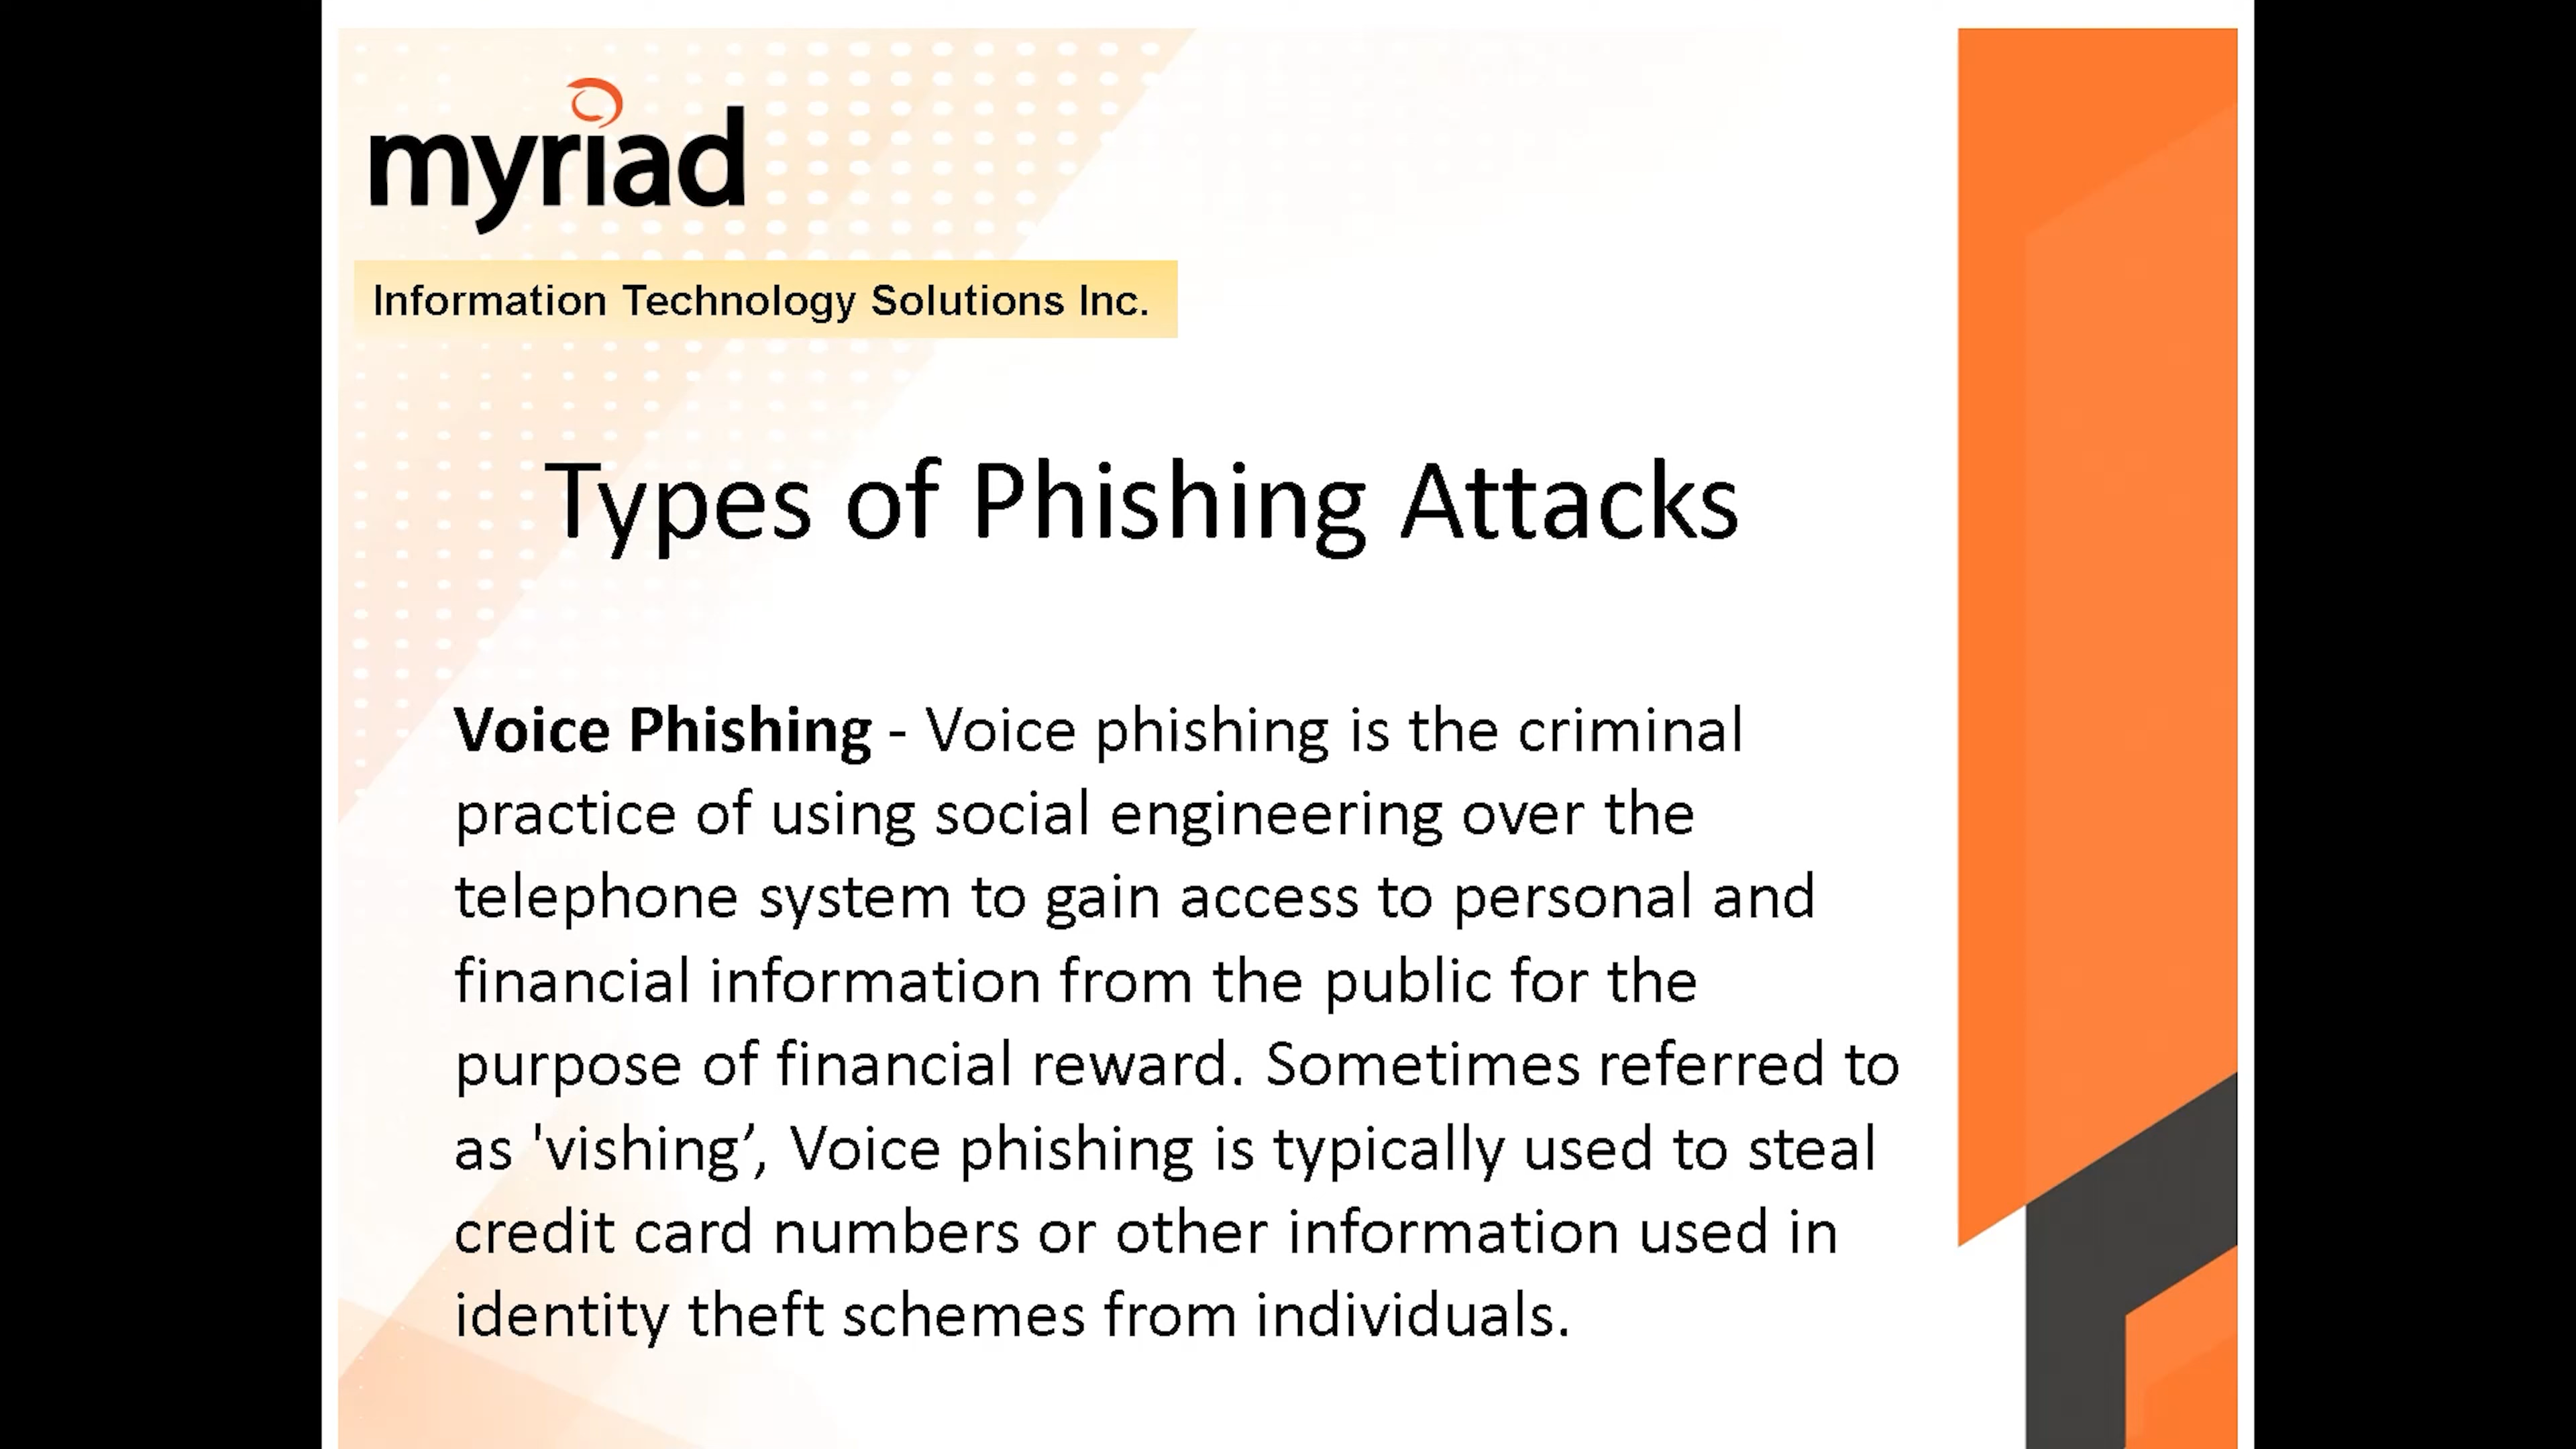 myriad
Information Technology Solutions Inc.
Types of Phishing Attacks
Voice Phishing - Voice phishing is the criminal
practice of using social engineering over the
telephone system to gain access to personal and
financial information from the public for the
purpose of financial reward. Sometimes referred to
as 'vishing’, Voice phishing is typically used to steal
credit card numbers or other information used in
identity theft schemes from individuals.